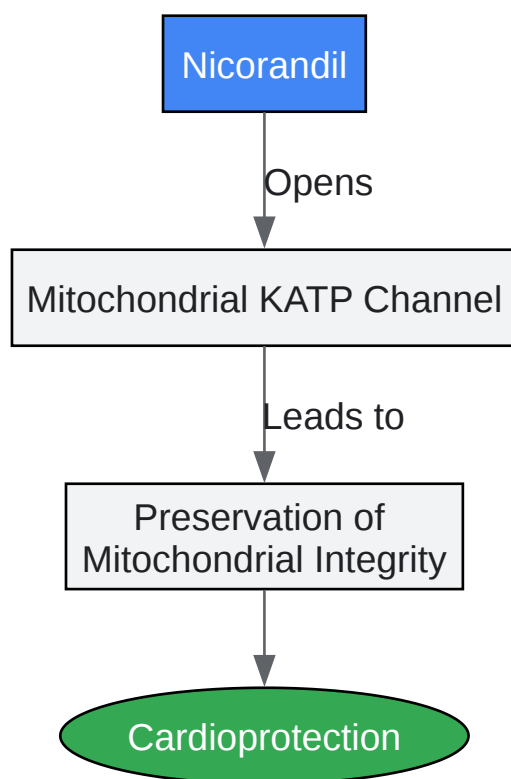 Nicorandil
Opens
Mitochondrial KATP Channel
Leads to
Preservation of
Mitochondrial Integrity
Cardioprotection